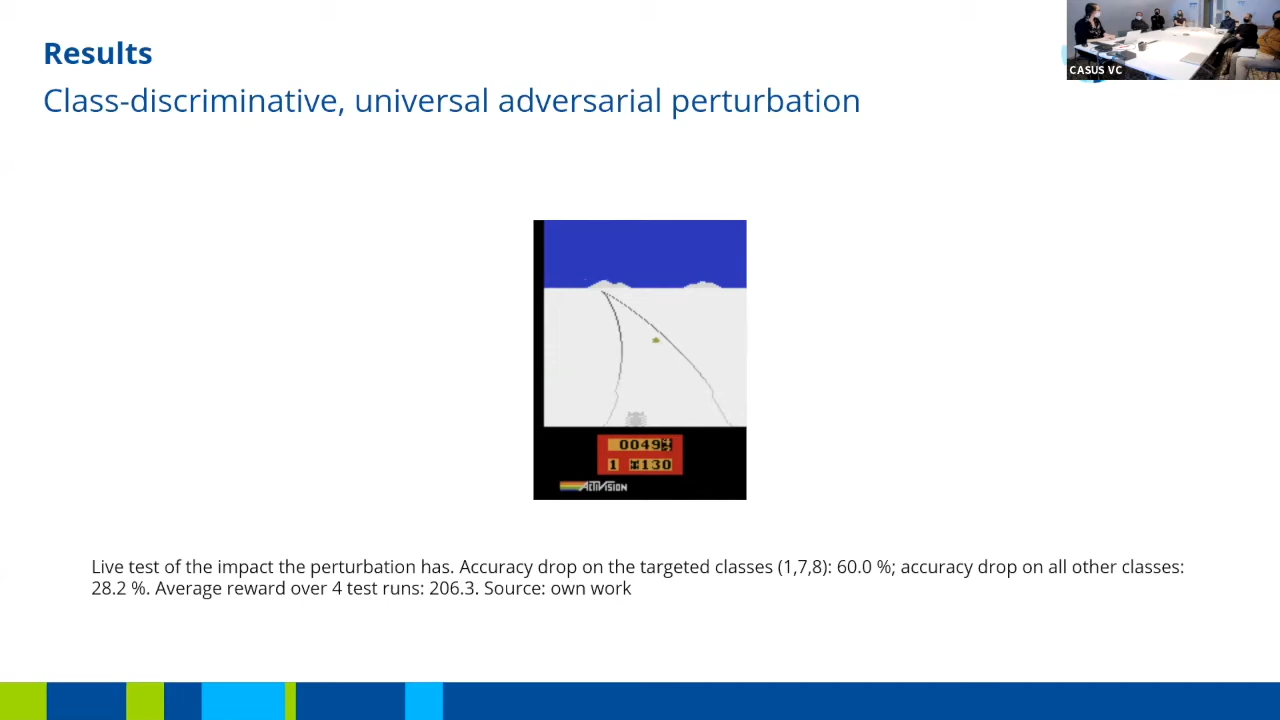 Results
CASUS VC
Class-discriminative, universal adversarial perturbation
0049
1 130
ACTIVISION
Live test of the impact the perturbation has. Accuracy drop on the targeted classes (1,7,8): 60.0 %; accuracy drop on all other classes:
28.2 %. Average reward over 4 test runs: 206.3. Source: own work